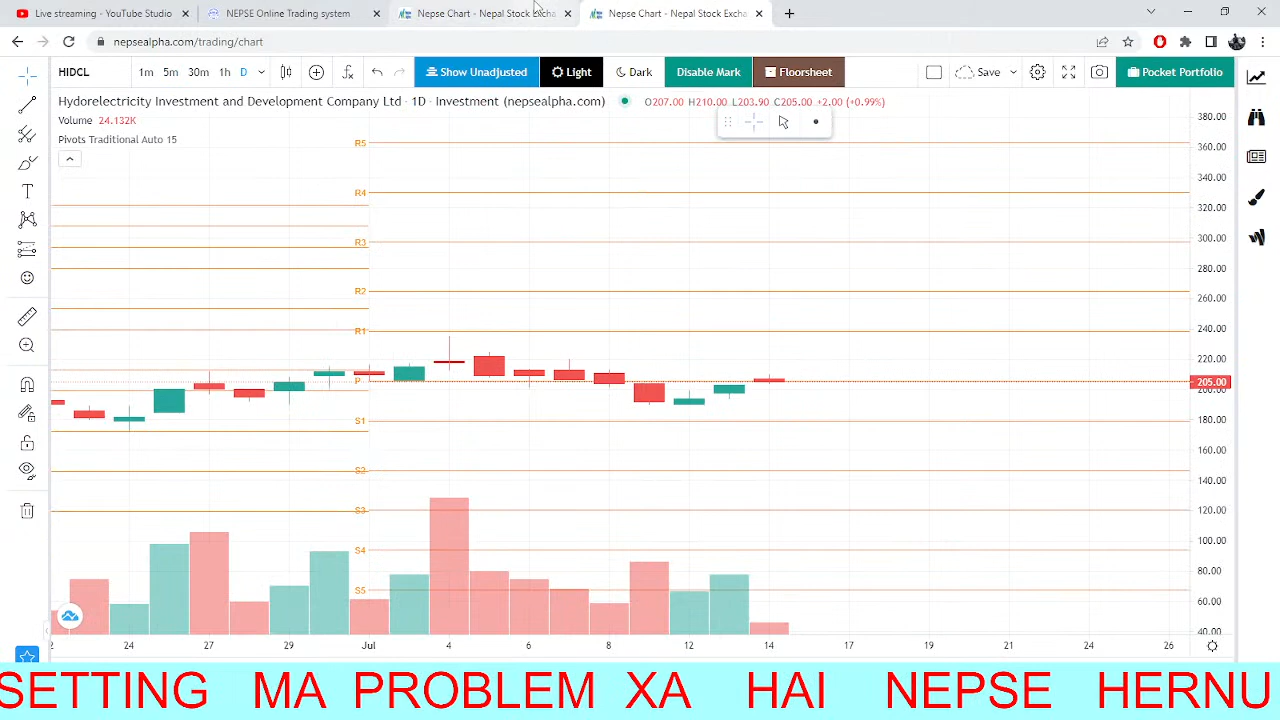 Live streaming - YouTube Studio
NEPSE Online Trading system
Nepse Chart - Nepal Stock Excha
Nepse Chart - Nepal Stock Excha
nepsealpha.com/trading/chart
HIDCL 1m 5m 30m 1h D Show Unadjusted Light Dark Disable Mark Floorsheet Save Pocket Portfolio
Hydorelectricity Investment and Development Company Ltd · 1D · Investment (nepsealpha.com) O207.00 H210.00 L203.90 C205.00 +2.00 (+0.99%)
Volume 24.132K
Pivots Traditional Auto 15
R5
R4
R3
R2
R1
P
S1
S2
S3
S4
S5
380.00
360.00
340.00
320.00
300.00
280.00
260.00
240.00
220.00
205.00
200.00
180.00
160.00
140.00
120.00
100.00
80.00
60.00
40.00
2 24 27 29 Jul 4 6 8 12 14 17 19 22 24 26
SETTING MA PROBLEM XA HAI NEPSE HERNU